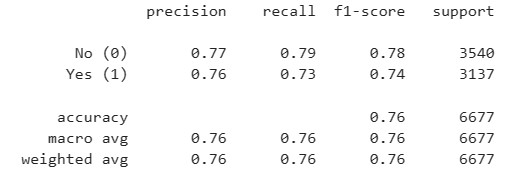 precision recall f1-score support
No (0) 0.77 0.79 0.78 3540
Yes (1) 0.76 0.73 0.74 3137
accuracy 0.76 6677
macro avg 0.76 0.76 0.76 6677
weighted avg 0.76 0.76 0.76 6677